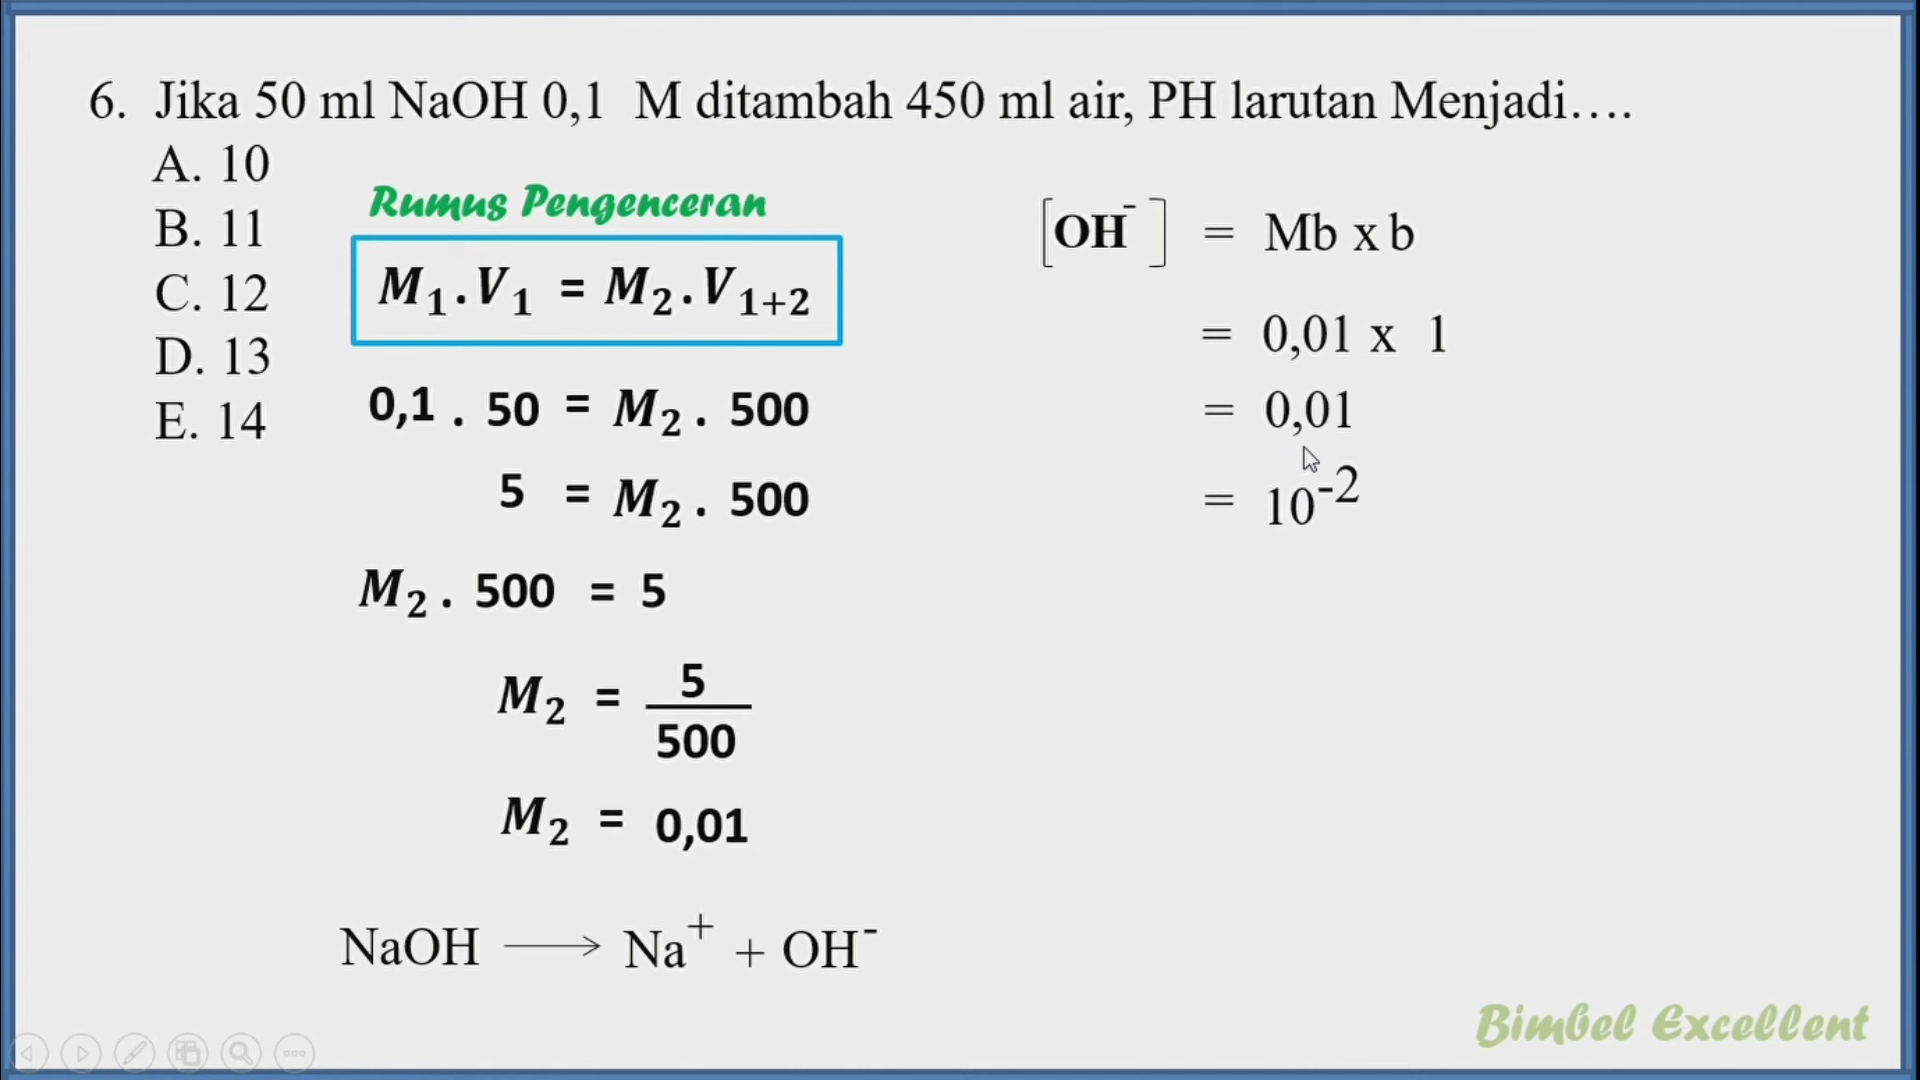 6. Jika 50 ml NaOH 0,1 M ditambah 450 ml air, PH larutan Menjadi....
A. 10
B. 11
C. 12
D. 13
E. 14
Rumus Pengenceran
M₁.V₁ = M₂.V₁₊₂
0,1 . 50 = M₂ . 500
5 = M₂ . 500
M₂ . 500 = 5
M₂ = 5/500
M₂ = 0,01
NaOH ⟶ Na⁺ + OH⁻
[OH⁻] = Mb x b
= 0,01 x 1
= 0,01
= 10⁻²
Bimbel Excellent